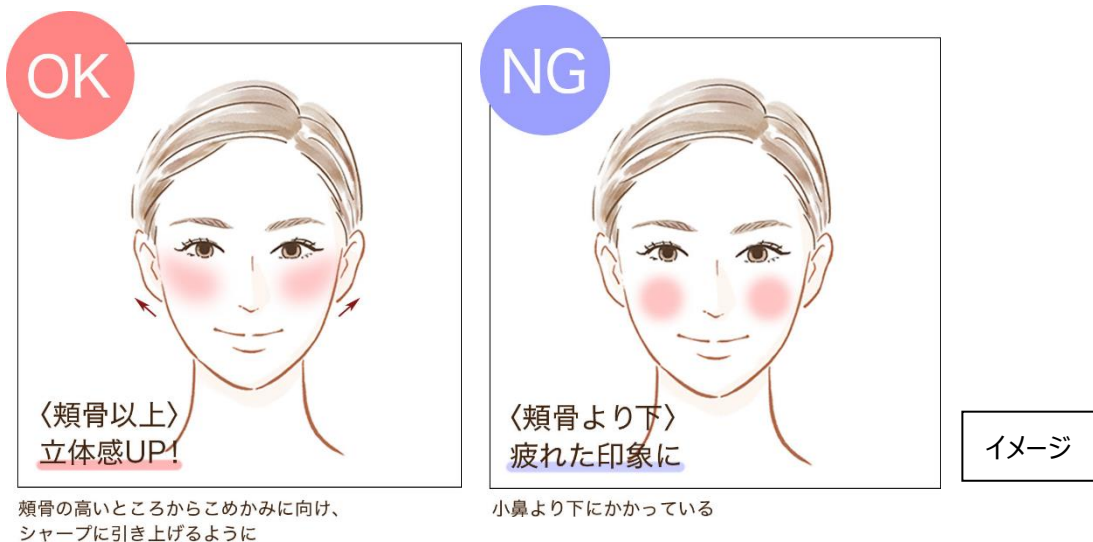 OK
〈頬骨以上〉
立体感UP!
頬骨の高いところからこめかみに向け、
シャープに引き上げるように
NG
〈頬骨より下〉
疲れた印象に
小鼻より下にかかっている
イメージ